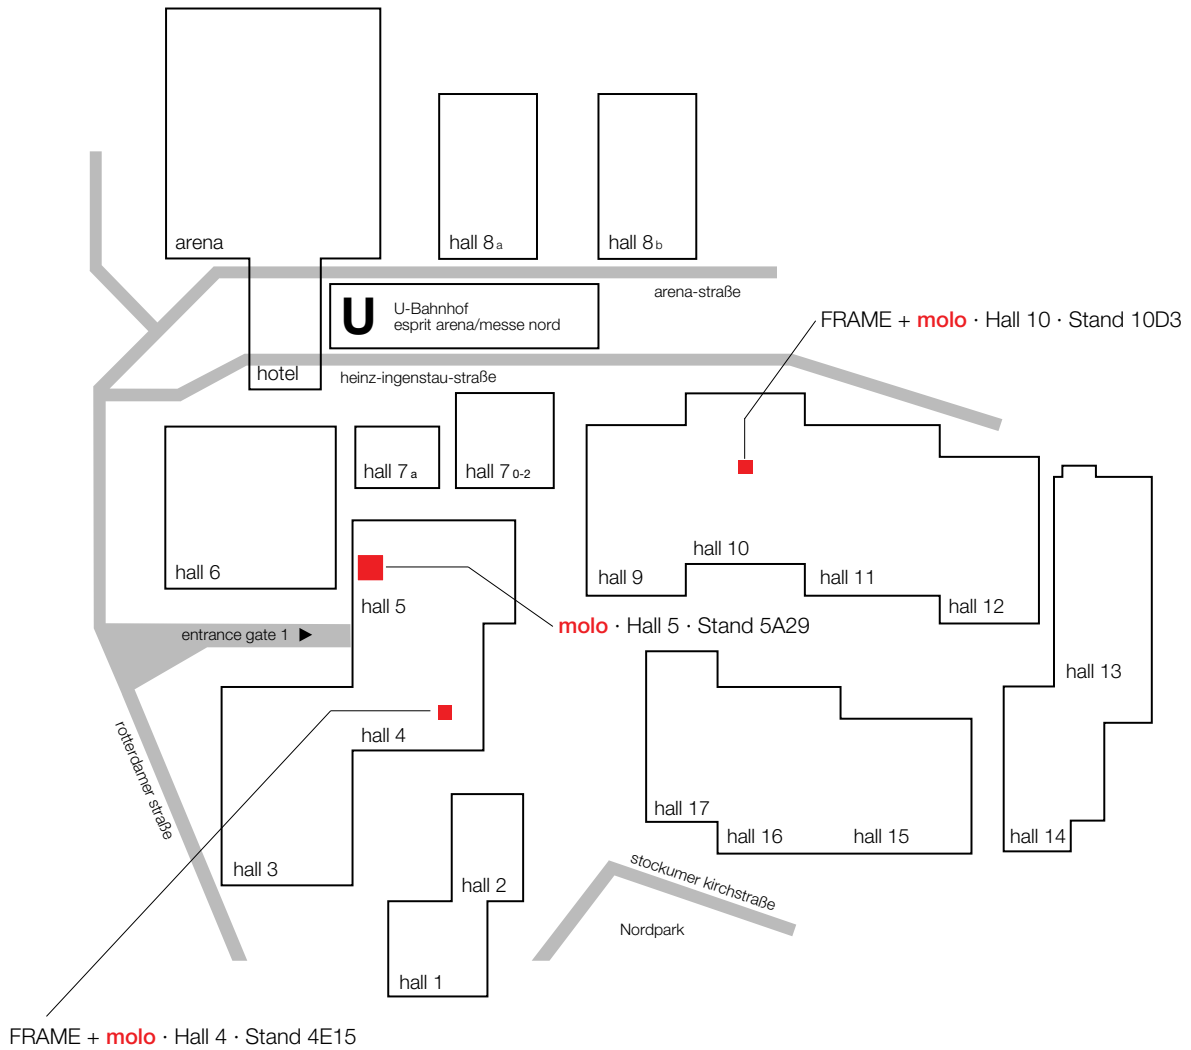 arena
hall 8a
hall 8b
arena-straße
U
U-Bahnhof
esprit arena/messe nord
FRAME + molo · Hall 10 · Stand 10D3
hotel
heinz-ingenstau-straße
hall 7a
hall 7 0-2
hall 6
hall 5
hall 10
hall 9
hall 11
hall 12
molo · Hall 5 · Stand 5A29
entrance gate 1
hall 13
hall 4
rotterdamer straße
hall 17
hall 16
hall 15
hall 14
hall 3
hall 2
stockumer kirchstraße
Nordpark
hall 1
FRAME + molo · Hall 4 · Stand 4E15